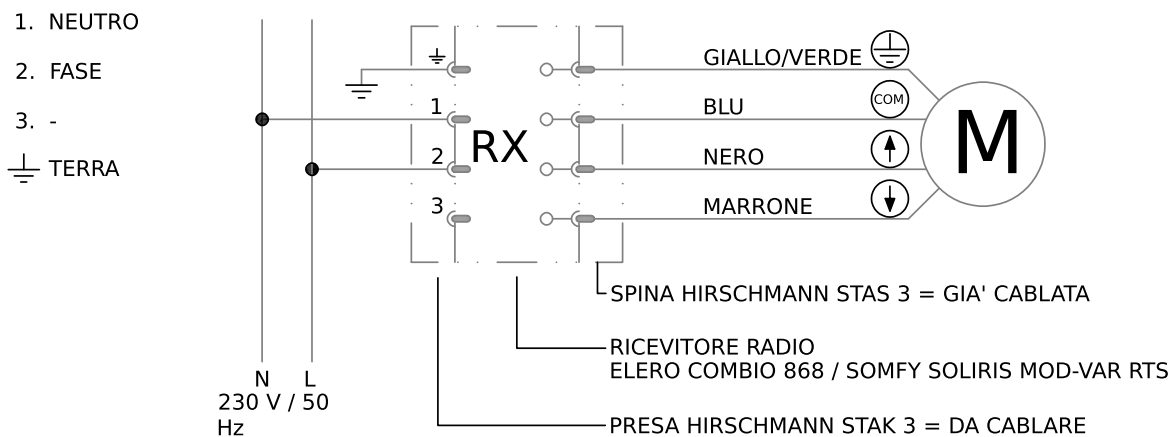 1. NEUTRO
2. FASE
3. -
TERRA
1
2
3
RX
GIALLO/VERDE
BLU
COM
NERO
MARRONE
M
SPINA HIRSCHMANN STAS 3 = GIA' CABLATA
RICEVITORE RADIO
ELERO COMBIO 868 / SOMFY SOLIRIS MOD-VAR RTS
PRESA HIRSCHMANN STAK 3 = DA CABLARE
N L
230 V / 50
Hz